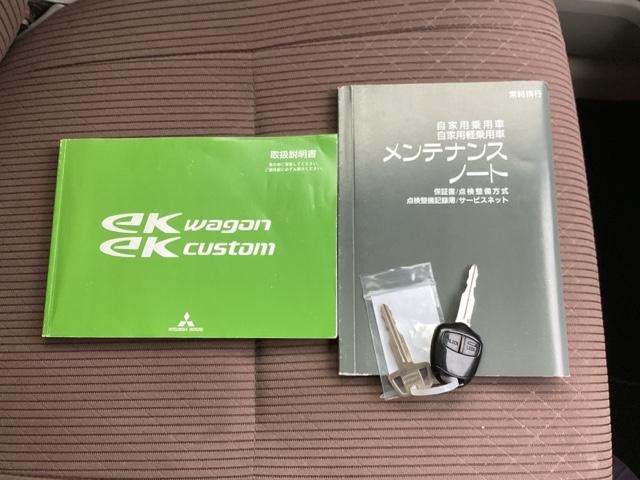 取扱説明書
ek wagon
ek custom
MITSUBISHI MOTORS
常時携行
自家用乗用車
自家用軽乗用車
メンテナンス
ノート
保証書/点検整備方式
点検整備記録簿/サービスネット